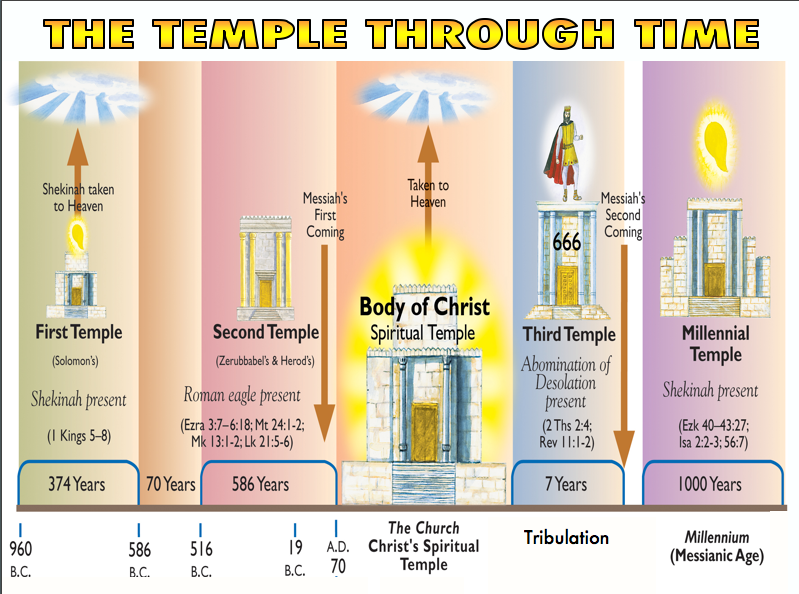 THE TEMPLE THROUGH TIME
Shekinah taken
to Heaven
First Temple
(Solomon's)
Shekinah present
(1 Kings 5–8)
374 Years
70 Years
Second Temple
(Zerubbabel's & Herod's)
Roman eagle present
(Ezra 3:7–6:18; Mt 24:1-2;
Mk 13:1-2; Lk 21:5-6)
586 Years
Messiah's
First
Coming
Taken to
Heaven
Body of Christ
Spiritual Temple
666
Third Temple
Abomination of
Desolation
present
(2 Ths 2:4;
Rev 11:1-2)
7 Years
Messiah's
Second
Coming
Millennial
Temple
Shekinah present
(Ezk 40–43:27;
Isa 2:2-3; 56:7)
1000 Years
960
B.C.
586
B.C.
516
B.C.
19
B.C.
A.D.
70
The Church
Christ's Spiritual
Temple
Tribulation
Millennium
(Messianic Age)